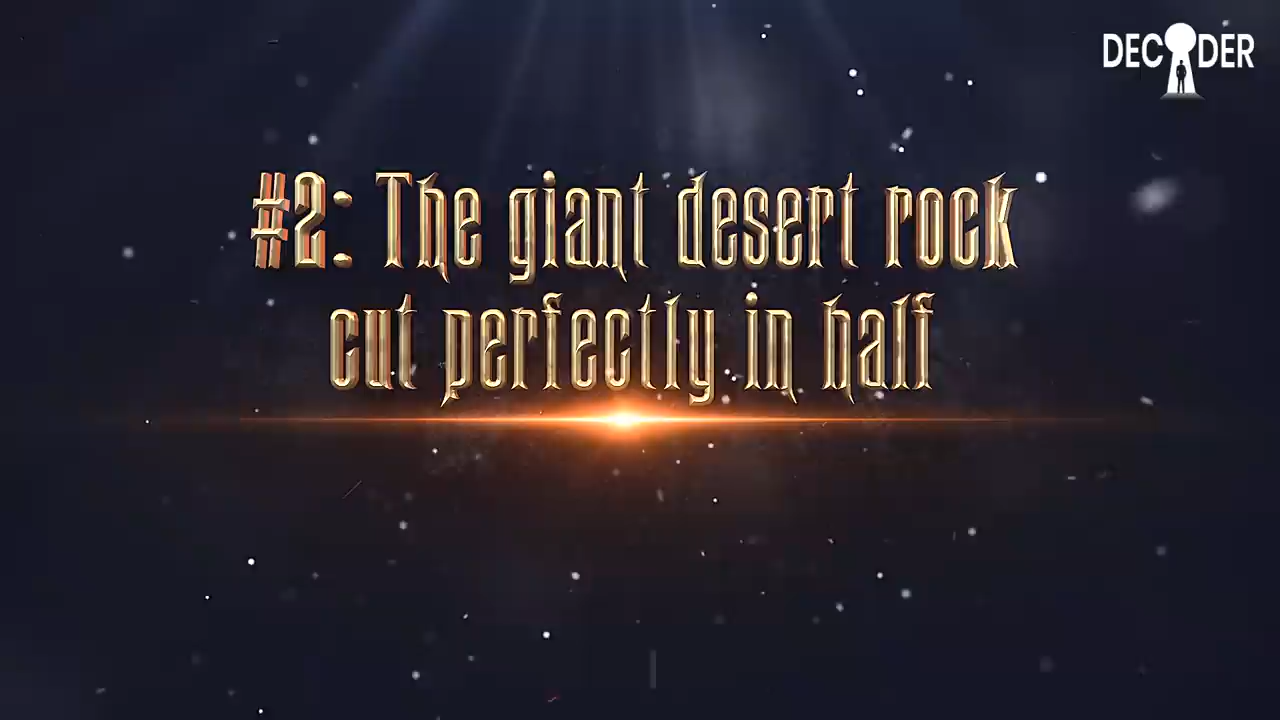 DECODER
#2: The giant desert rock
cut perfectly in half